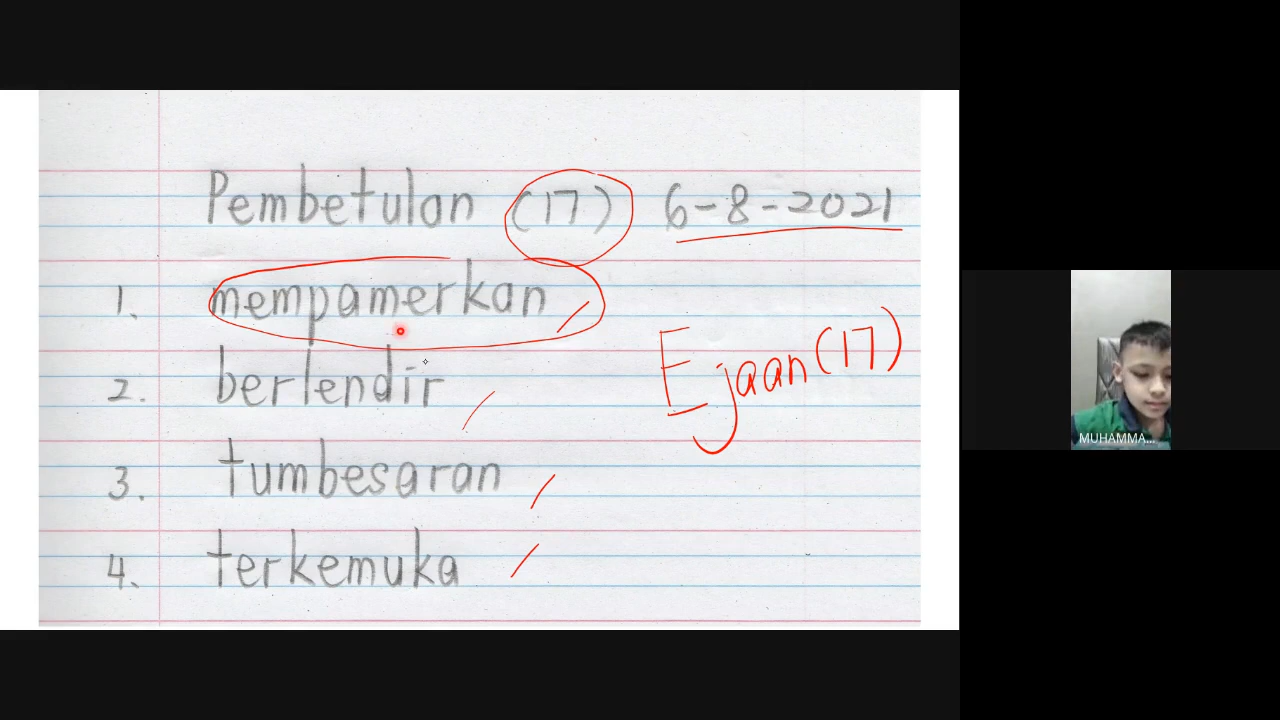 Pembetulan (17) 6-8-2021
1. mempamerkan
2. berlendir
3. tumbesaran
4. terkemuka
Ejaan (17)
MUHAMMA...